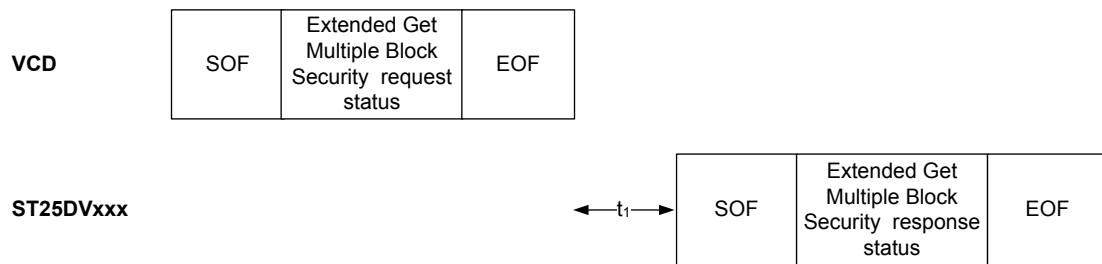 VCD
SOF
Extended Get
Multiple Block
Security request
status
EOF
ST25DVxxx
t1
SOF
Extended Get
Multiple Block
Security response
status
EOF